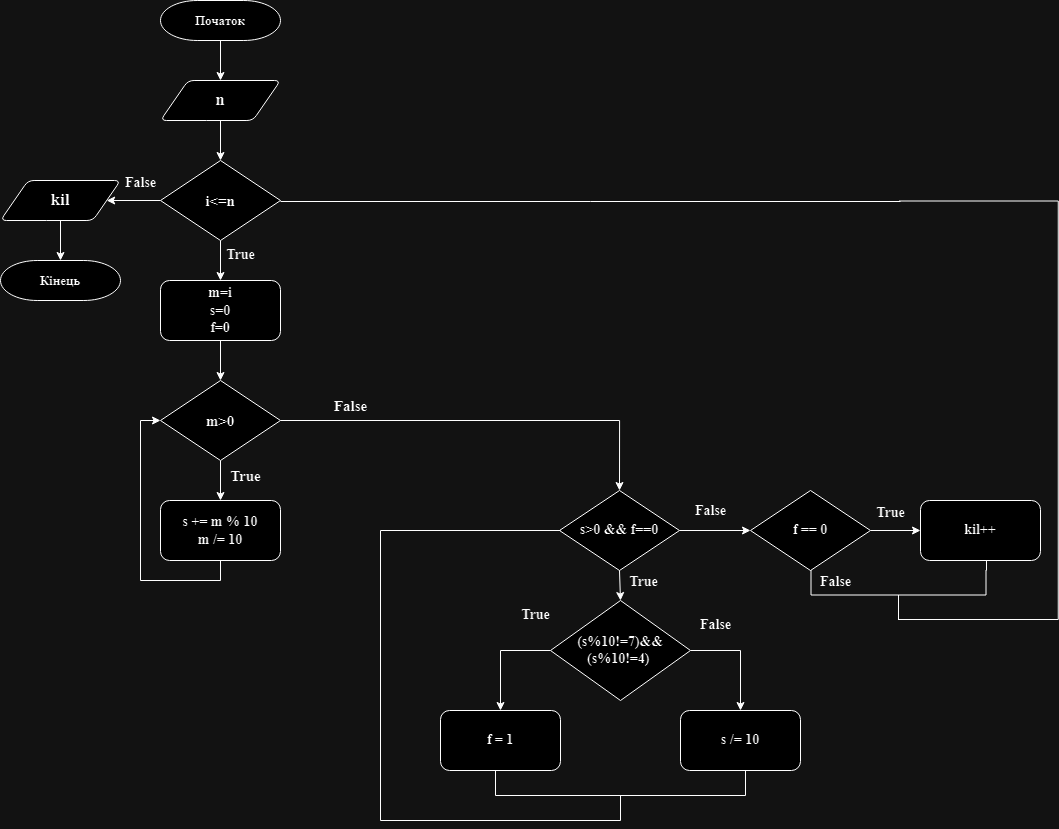 Початок
n
False
kil
i<=n
True
Кінець
m=i
s=0
f=0
False
m>0
True
s += m % 10
m /= 10
s>0 && f==0
False
f == 0
True
kil++
True
False
True
(s%10!=7)&&
(s%10!=4)
False
f = 1
s /= 10